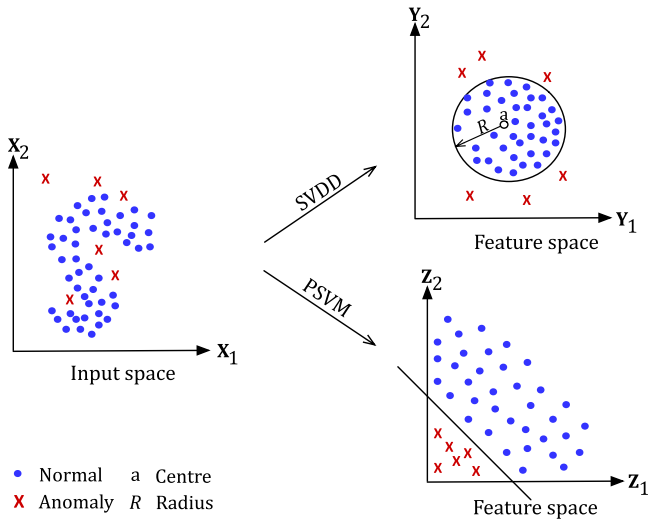 X2
X1
Input space
SVDD
PSVM
Y2
a
R
Y1
Feature space
Z2
Z1
Feature space
Normal a Centre
X Anomaly R Radius